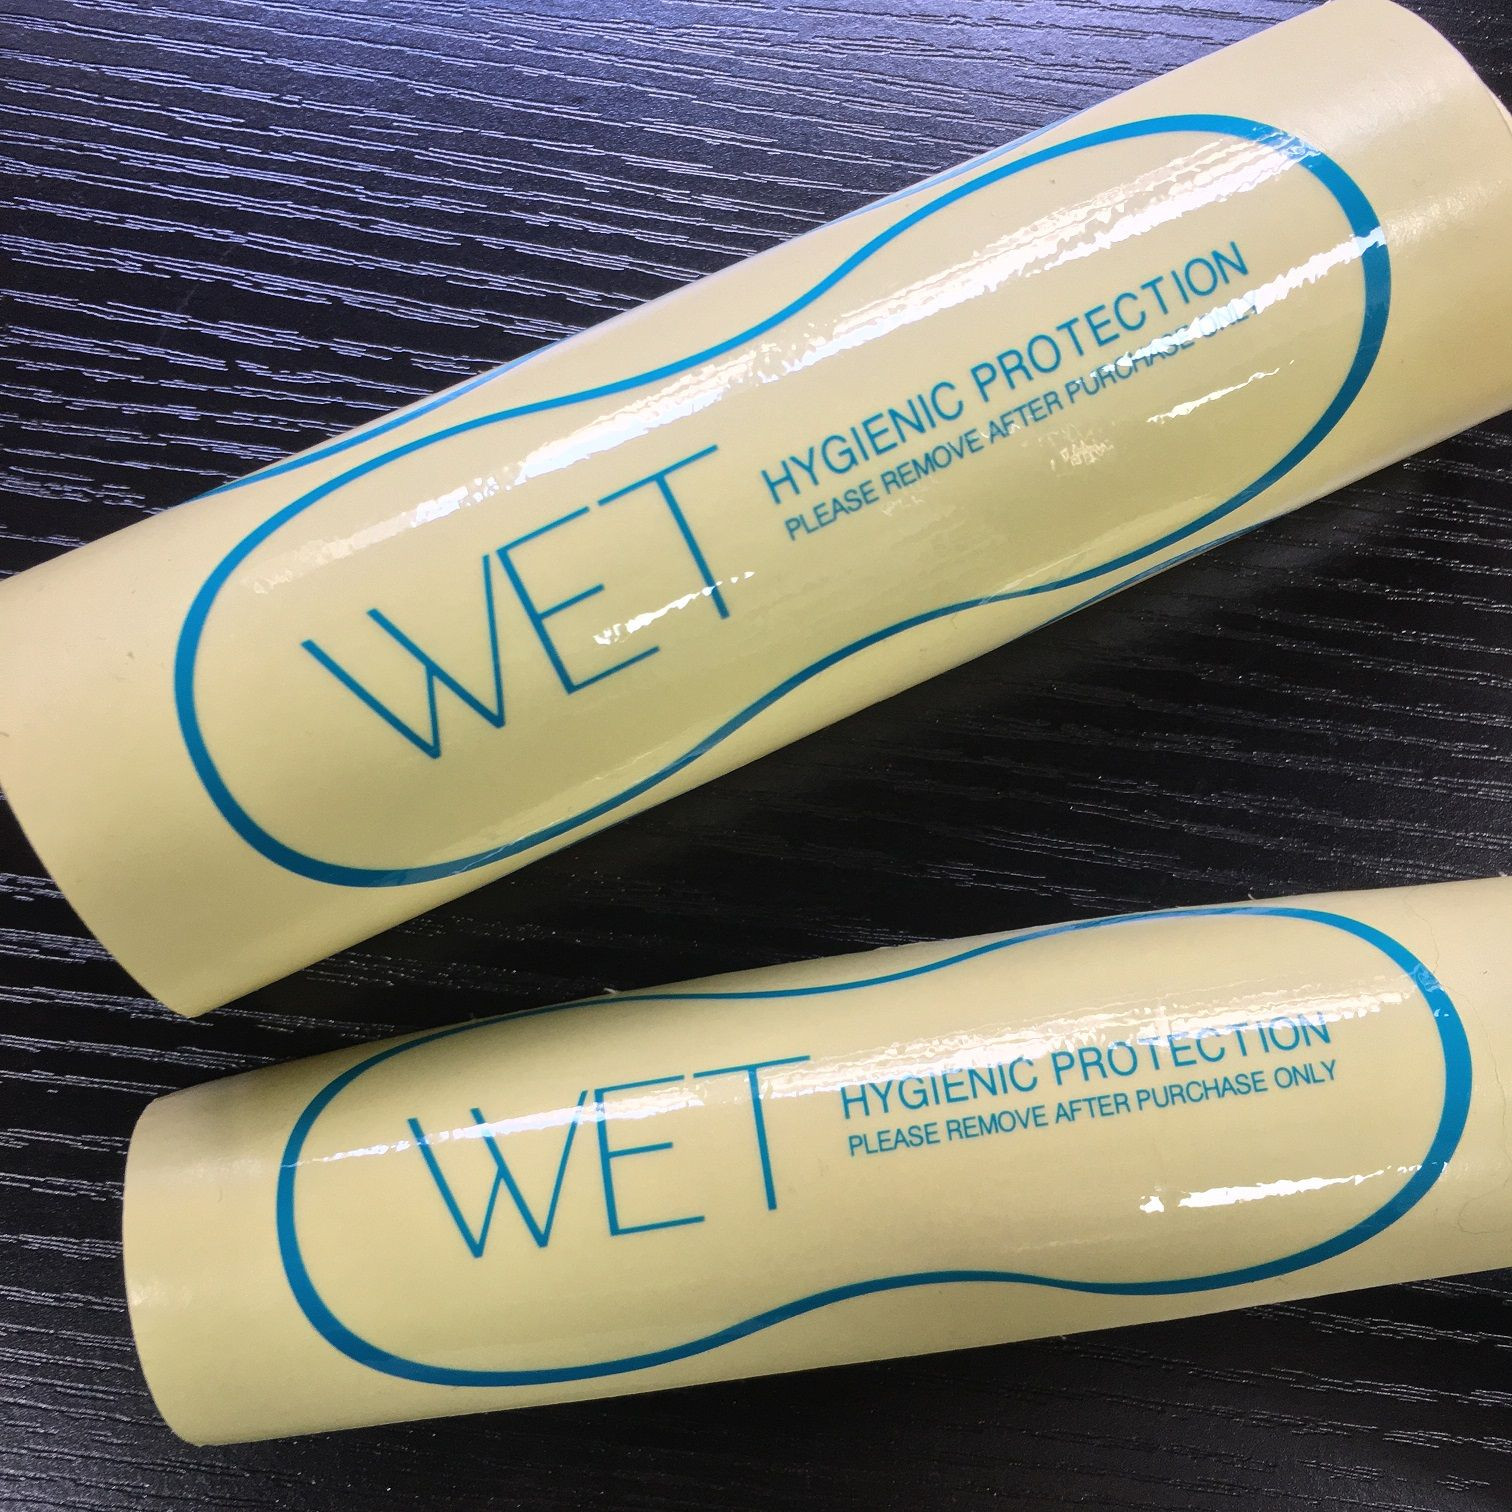 WET
HYGIENIC PROTECTION
PLEASE REMOVE AFTER PURCHASE ONLY
WET
HYGIENIC PROTECTION
PLEASE REMOVE AFTER PURCHASE ONLY